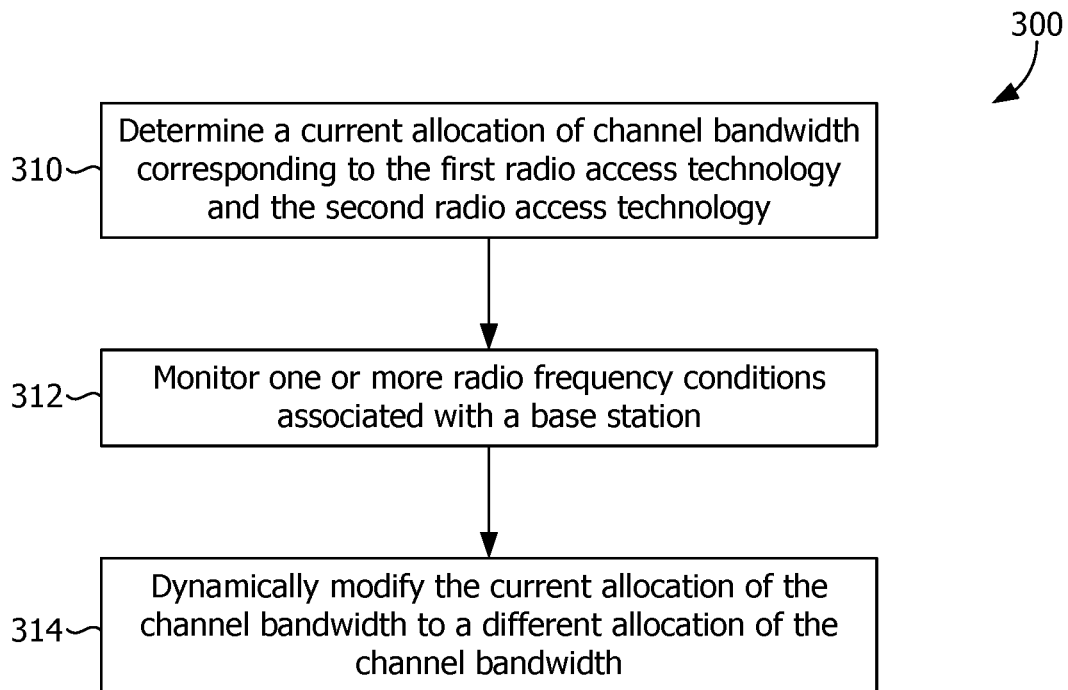 300
310
Determine a current allocation of channel bandwidth
corresponding to the first radio access technology
and the second radio access technology
312
Monitor one or more radio frequency conditions
associated with a base station
314
Dynamically modify the current allocation of the
channel bandwidth to a different allocation of the
channel bandwidth